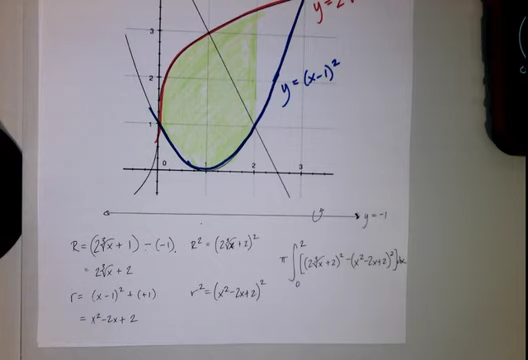 3
y=2
2
y = (x-1)²
1
0 1 2 3
y=-1
R = (2∛x + 1) - (-1) R² = (2∛x + 2)²
= 2∛x + 2
π ∫₀² [(2∛x+2)² - (x²-2x+2)²] dx
r = (x-1)² + (+1) r² = (x²-2x+2)²
= x² - 2x + 2